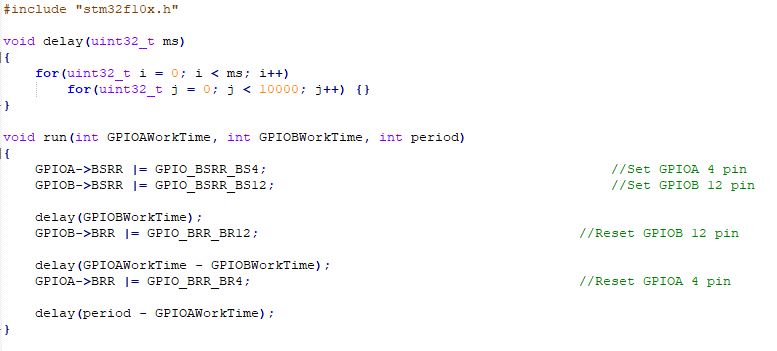 #include "stm32f10x.h"
void delay(uint32_t ms)
{
for(uint32_t i = 0; i < ms; i++)
for(uint32_t j = 0; j < 10000; j++) {}
}
void run(int GPIOAWorkTime, int GPIOBWorkTime, int period)
{
GPIOA->BSRR |= GPIO_BSRR_BS4; //Set GPIOA 4 pin
GPIOB->BSRR |= GPIO_BSRR_BS12; //Set GPIOB 12 pin
delay(GPIOBWorkTime);
GPIOB->BRR |= GPIO_BRR_BR12; //Reset GPIOB 12 pin
delay(GPIOAWorkTime - GPIOBWorkTime);
GPIOA->BRR |= GPIO_BRR_BR4; //Reset GPIOA 4 pin
delay(period - GPIOAWorkTime);
}